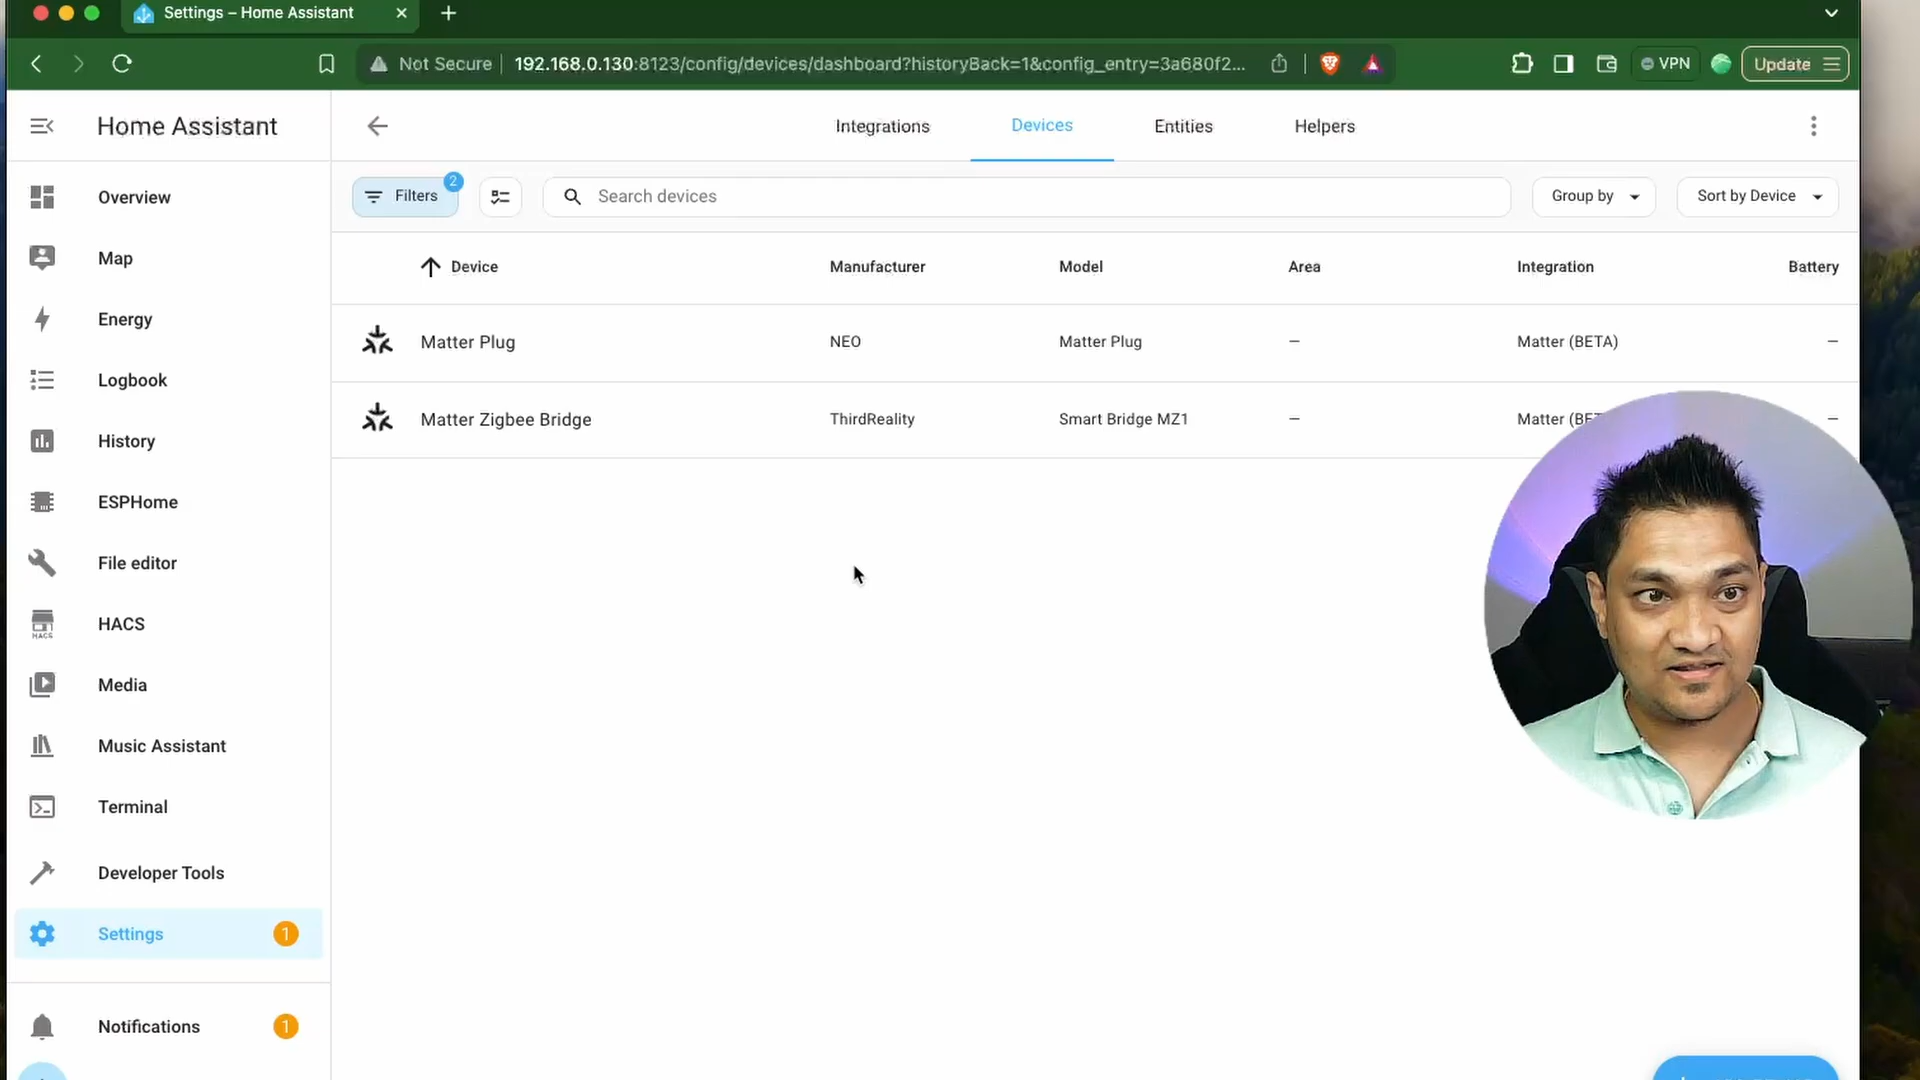 Settings – Home Assistant
Not Secure 192.168.0.130:8123/config/devices/dashboard?historyBack=1&config_entry=3a680f2... VPN Update
Home Assistant
Integrations Devices Entities Helpers
Filters 2 Search devices Group by Sort by Device
Device Manufacturer Model Area Integration Battery
Matter Plug NEO Matter Plug – Matter (BETA) –
Matter Zigbee Bridge ThirdReality Smart Bridge MZ1 – Matter (BE –
Overview
Map
Energy
Logbook
History
ESPHome
File editor
HACS
HACS
Media
Music Assistant
Terminal
Developer Tools
Settings 1
Notifications 1